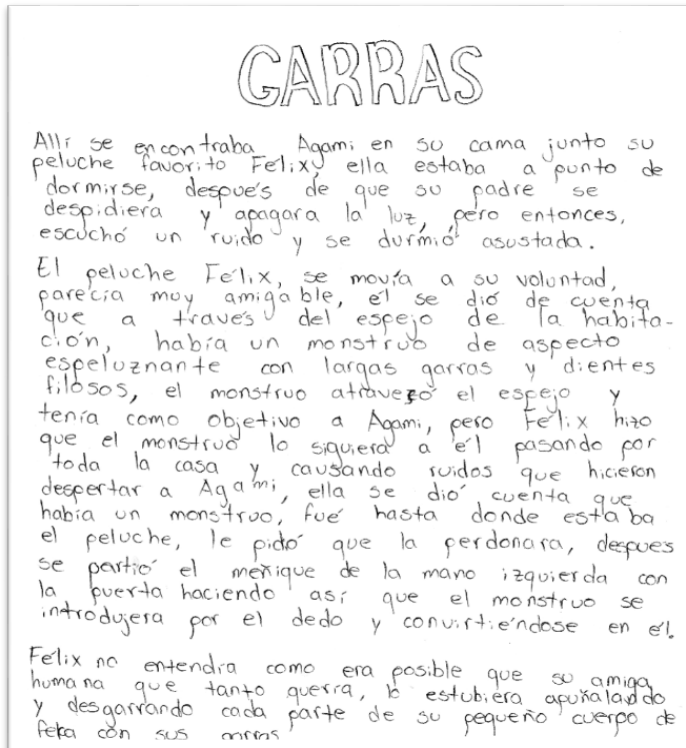 GARRAS
Allí se encontraba Agami en su cama junto su
peluche favorito Félix, ella estaba a punto de
dormirse, después de que su padre se
despidiera y apagara la luz, pero entonces,
escuchó un ruido y se durmió asustada.
El peluche Félix, se movía a su voluntad,
parecía muy amigable, él se dió de cuenta
que a través del espejo de la habita-
ción, había un monstruo de aspecto
espeluznante con largas garras y dientes
filosos, el monstruo atravezó el espejo y
tenía como objetivo a Agami, pero Félix hizo
que el monstruo lo siguiera a él pasando por
toda la casa y causando ruidos que hicieron
despertar a Agami, ella se dió cuenta que
había un monstruo, fué hasta donde estaba
el peluche, le pidó que la perdonara, despues
se partió el meñique de la mano izquierda con
la puerta haciendo así que el monstruo se
introdujera por el dedo y convirtiéndose en él.
Félix no entendía como era posible que su amiga
humana que tanto quería, lo estubiera apuñalando
y desgarrando cada parte de su pequeño cuerpo de
felpa con sus garras